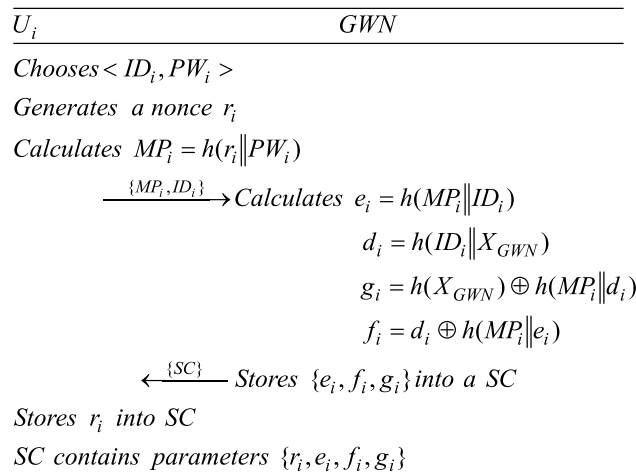 U_i GWN
Chooses < ID_i, PW_i >
Generates a nonce r_i
Calculates MP_i = h(r_i‖PW_i)
{MP_i, ID_i} → Calculates e_i = h(MP_i‖ID_i)
d_i = h(ID_i‖X_GWN)
g_i = h(X_GWN) ⊕ h(MP_i‖d_i)
f_i = d_i ⊕ h(MP_i‖e_i)
← {SC} Stores {e_i, f_i, g_i} into a SC
Stores r_i into SC
SC contains parameters {r_i, e_i, f_i, g_i}